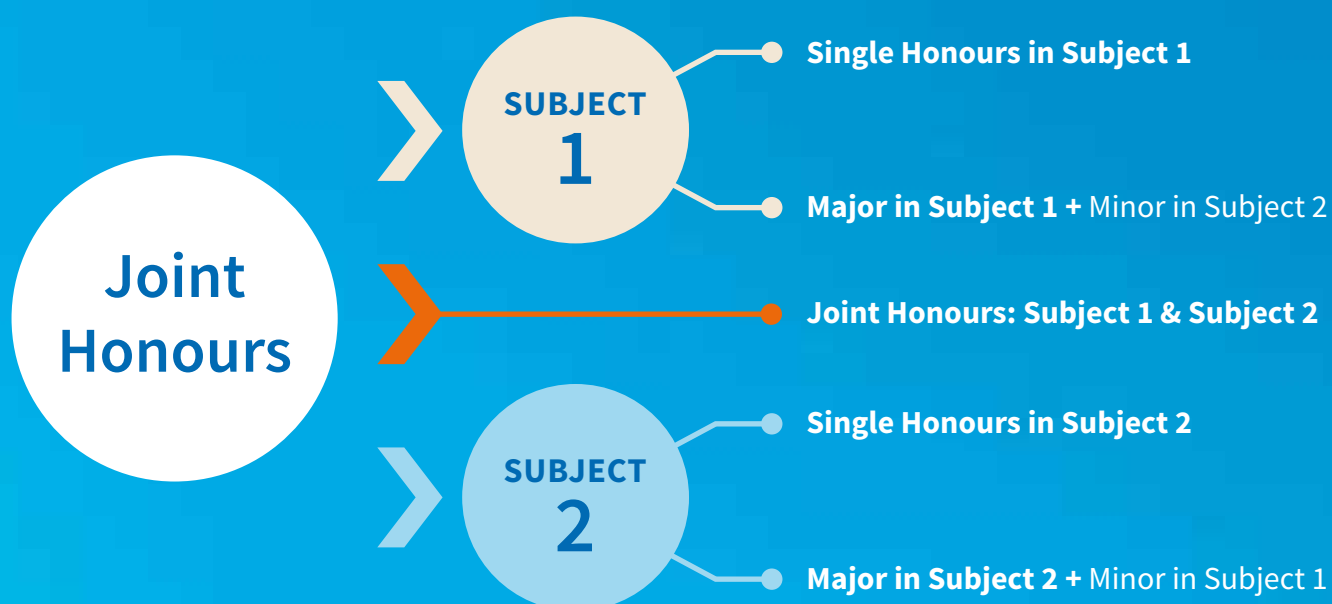 Joint
Honours
SUBJECT
1
Single Honours in Subject 1
Major in Subject 1 + Minor in Subject 2
Joint Honours: Subject 1 & Subject 2
SUBJECT
2
Single Honours in Subject 2
Major in Subject 2 + Minor in Subject 1